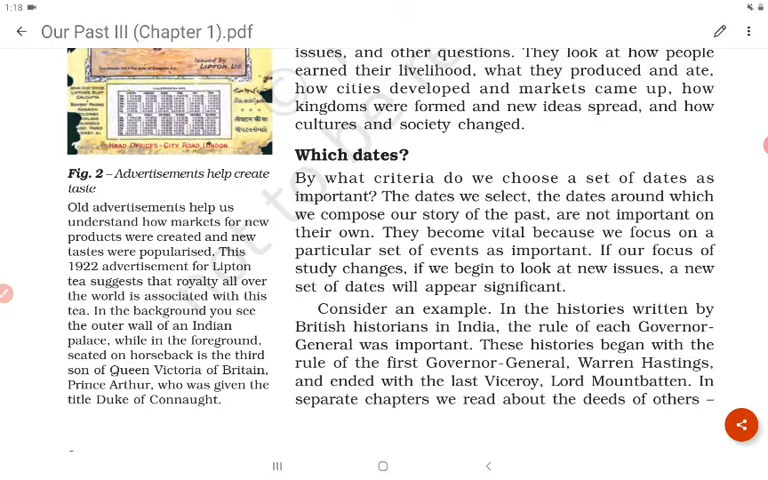 1:18
Our Past III (Chapter 1).pdf
Issued by
LIPTON, Ltd.
HEAD OFFICES - CITY ROAD, LONDON
Fig. 2 – Advertisements help create
taste
Old advertisements help us
understand how markets for new
products were created and new
tastes were popularised. This
1922 advertisement for Lipton
tea suggests that royalty all over
the world is associated with this
tea. In the background you see
the outer wall of an Indian
palace, while in the foreground,
seated on horseback is the third
son of Queen Victoria of Britain,
Prince Arthur, who was given the
title Duke of Connaught.
issues, and other questions. They look at how people
earned their livelihood, what they produced and ate,
how cities developed and markets came up, how
kingdoms were formed and new ideas spread, and how
cultures and society changed.
Which dates?
By what criteria do we choose a set of dates as
important? The dates we select, the dates around which
we compose our story of the past, are not important on
their own. They become vital because we focus on a
particular set of events as important. If our focus of
study changes, if we begin to look at new issues, a new
set of dates will appear significant.
Consider an example. In the histories written by
British historians in India, the rule of each Governor-
General was important. These histories began with the
rule of the first Governor-General, Warren Hastings,
and ended with the last Viceroy, Lord Mountbatten. In
separate chapters we read about the deeds of others –
not to be re